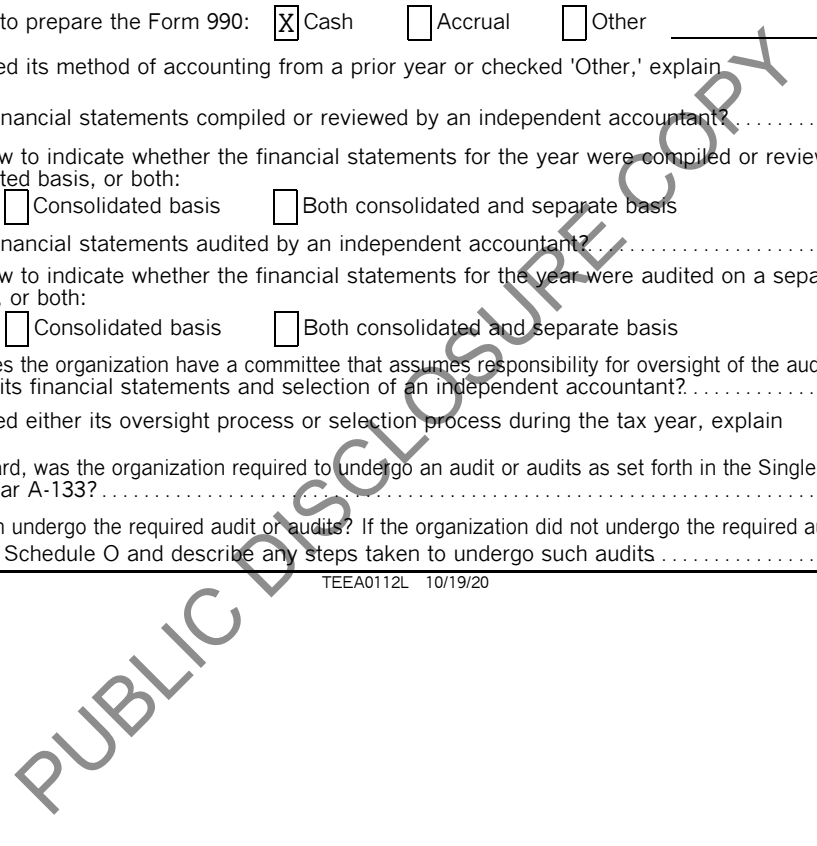 to prepare the Form 990: X Cash Accrual Other
ed its method of accounting from a prior year or checked 'Other,' explain
nancial statements compiled or reviewed by an independent accountant?
w to indicate whether the financial statements for the year were compiled or review
ted basis, or both:
Consolidated basis Both consolidated and separate basis
nancial statements audited by an independent accountant?
w to indicate whether the financial statements for the year were audited on a sepa
, or both:
Consolidated basis Both consolidated and separate basis
es the organization have a committee that assumes responsibility for oversight of the aud
its financial statements and selection of an independent accountant?
ed either its oversight process or selection process during the tax year, explain
ard, was the organization required to undergo an audit or audits as set forth in the Single
ar A-133?
n undergo the required audit or audits? If the organization did not undergo the required au
Schedule O and describe any steps taken to undergo such audits
TEEA0112L 10/19/20
PUBLIC DISCLOSURE COPY